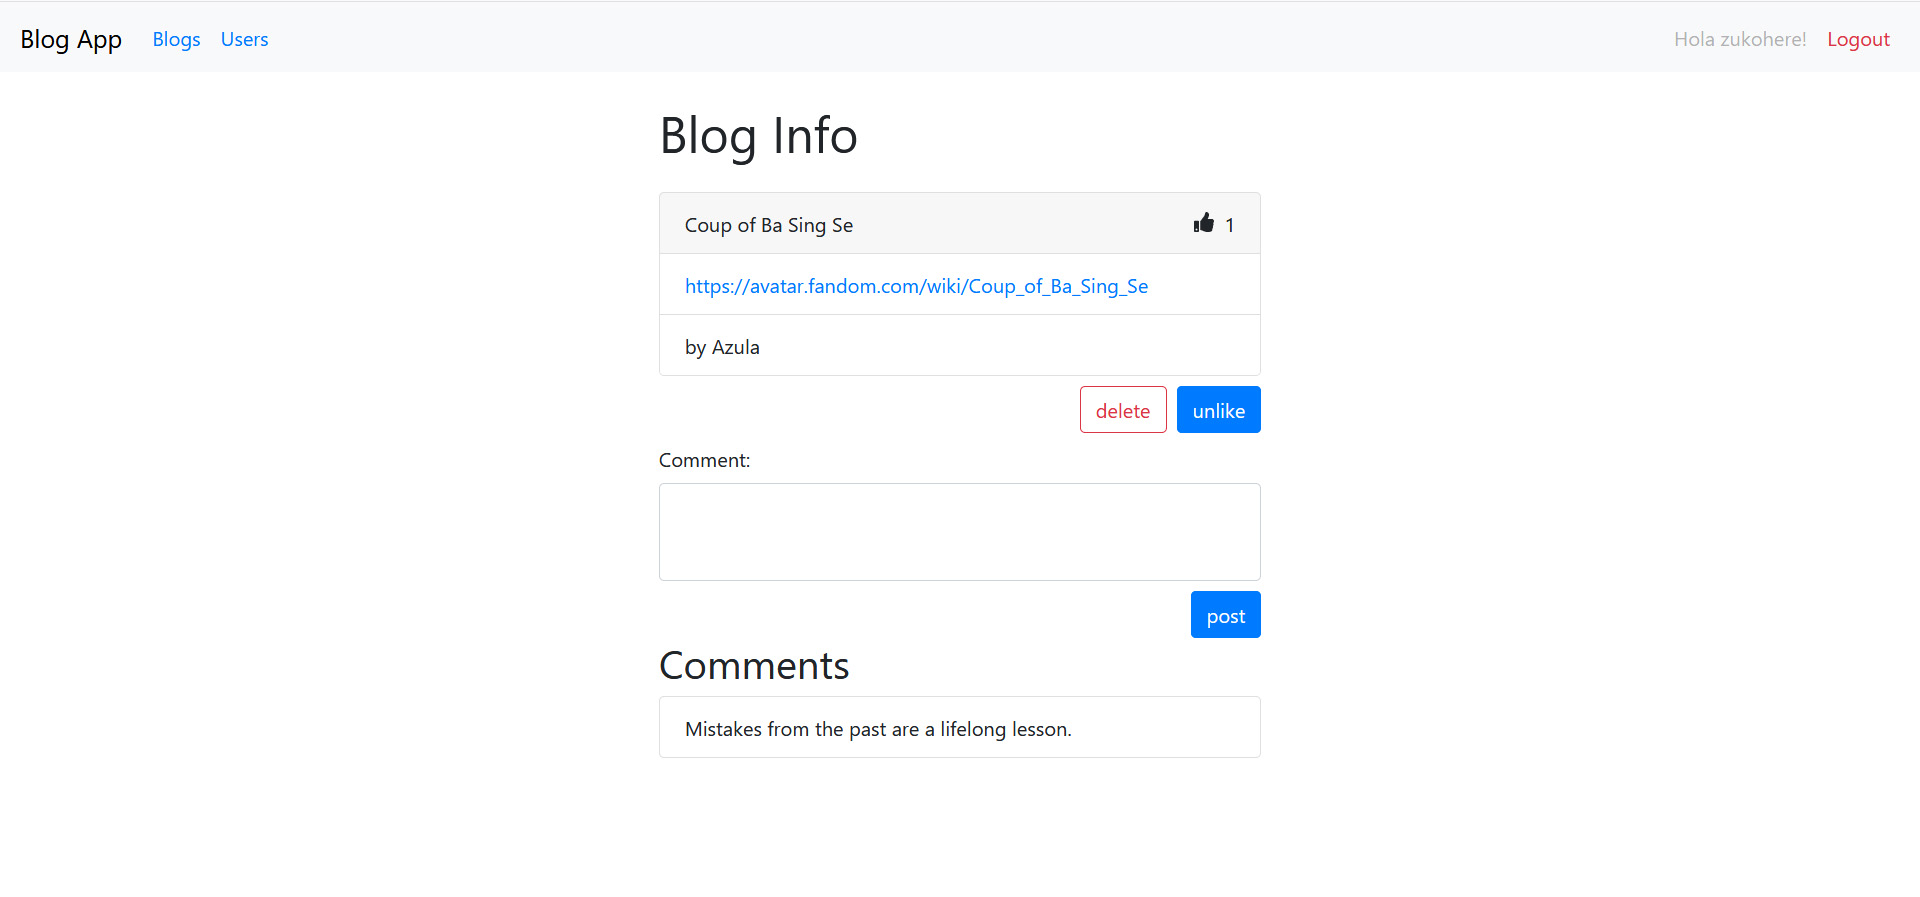 Blog App Blogs Users Hola zukohere! Logout
Blog Info
Coup of Ba Sing Se 1
https://avatar.fandom.com/wiki/Coup_of_Ba_Sing_Se
by Azula
delete unlike
Comment:
post
Comments
Mistakes from the past are a lifelong lesson.